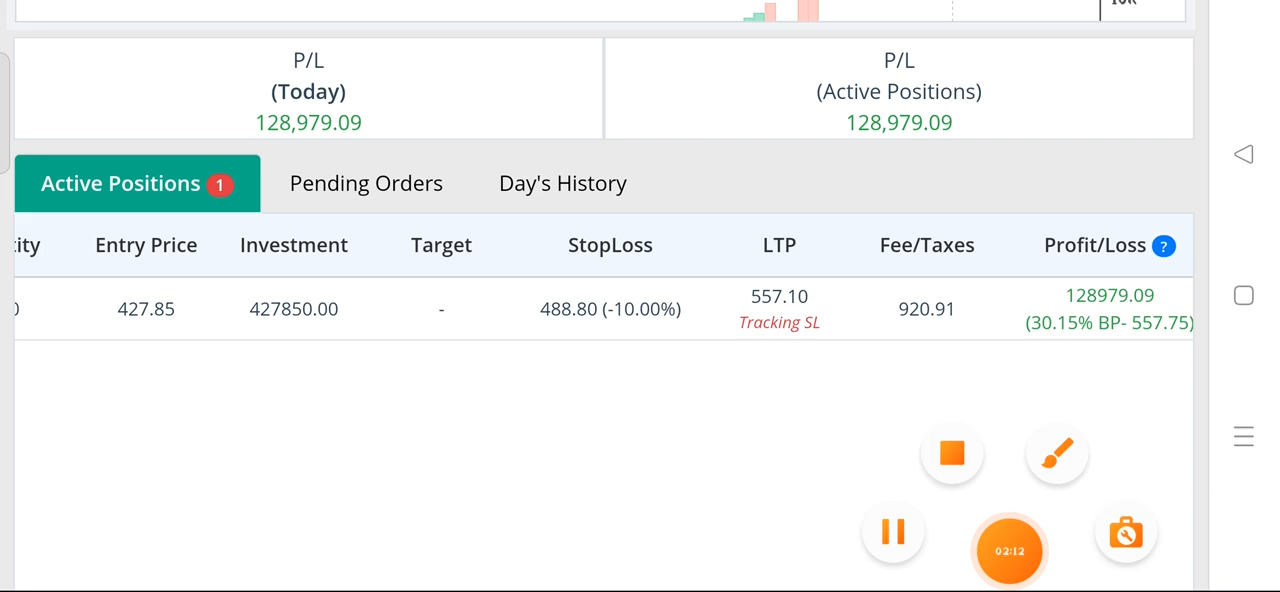 P/L
(Today)
128,979.09
P/L
(Active Positions)
128,979.09
Active Positions 1
Pending Orders
Day's History
Entry Price Investment Target StopLoss LTP Fee/Taxes Profit/Loss ?
427.85 427850.00 - 488.80 (-10.00%) 557.10 920.91 128979.09
Tracking SL (30.15% BP- 557.75)
02:12